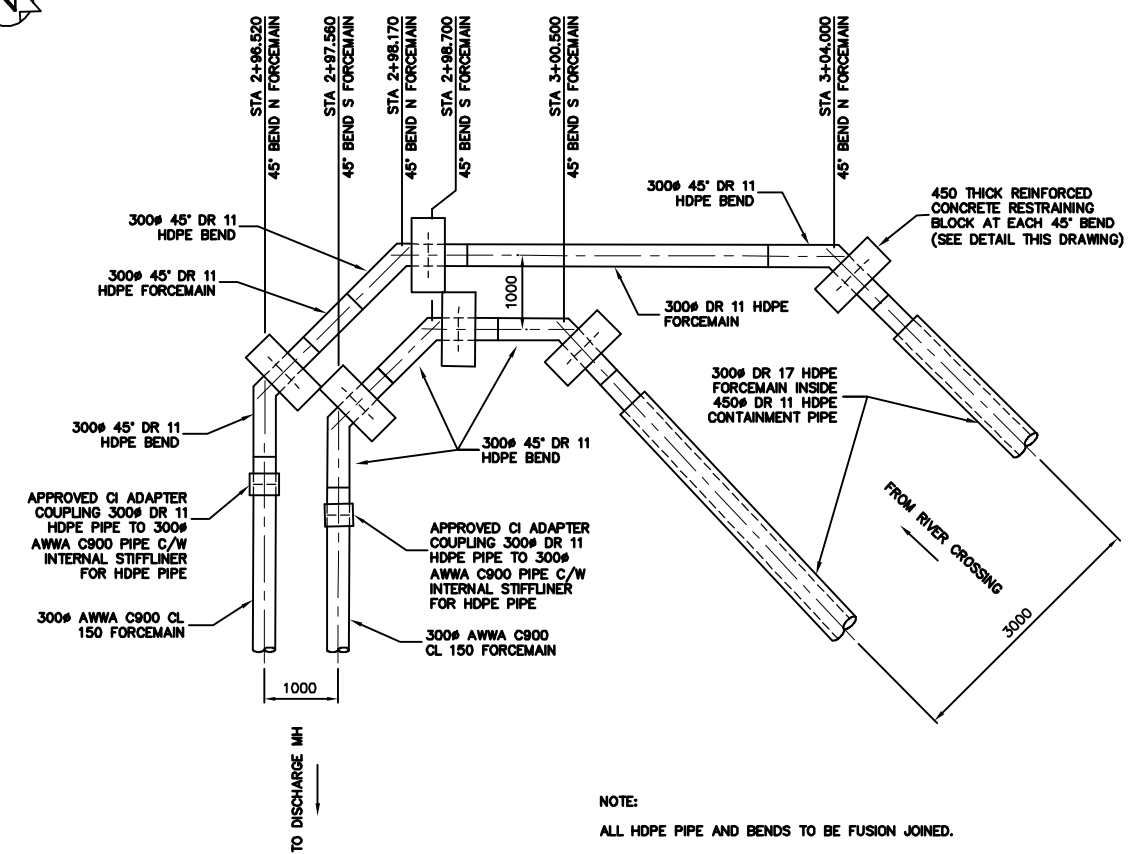 N
STA 2+96.520
45° BEND N FORCEMAIN
STA 2+97.560
45° BEND S FORCEMAIN
STA 2+98.170
45° BEND N FORCEMAIN
STA 2+98.700
45° BEND S FORCEMAIN
STA 3+00.500
45° BEND S FORCEMAIN
STA 3+04.000
45° BEND N FORCEMAIN
300ø 45° DR 11
HDPE BEND
300ø 45° DR 11
HDPE FORCEMAIN
300ø 45° DR 11
HDPE BEND
450 THICK REINFORCED
CONCRETE RESTRAINING
BLOCK AT EACH 45° BEND
(SEE DETAIL THIS DRAWING)
1000
300ø DR 11 HDPE
FORCEMAIN
300ø DR 17 HDPE
FORCEMAIN INSIDE
450ø DR 11 HDPE
CONTAINMENT PIPE
300ø 45° DR 11
HDPE BEND
300ø 45° DR 11
HDPE BEND
APPROVED CI ADAPTER
COUPLING 300ø DR 11
HDPE PIPE TO 300ø
AWWA C900 PIPE C/W
INTERNAL STIFFLINER
FOR HDPE PIPE
APPROVED CI ADAPTER
COUPLING 300ø DR 11
HDPE PIPE TO 300ø
AWWA C900 PIPE C/W
INTERNAL STIFFLINER
FOR HDPE PIPE
FROM RIVER CROSSING
3000
300ø AWWA C900 CL
150 FORCEMAIN
300ø AWWA C900
CL 150 FORCEMAIN
1000
TO DISCHARGE MH
NOTE:
ALL HDPE PIPE AND BENDS TO BE FUSION JOINED.